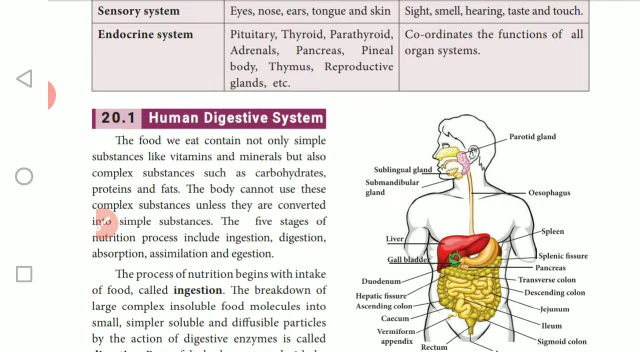 Sensory system
Eyes, nose, ears, tongue and skin
Sight, smell, hearing, taste and touch.
Endocrine system
Pituitary, Thyroid, Parathyroid,
Adrenals, Pancreas, Pineal
body, Thymus, Reproductive
glands, etc.
Co-ordinates the functions of all
organ systems.
20.1 Human Digestive System
The food we eat contain not only simple
substances like vitamins and minerals but also
complex substances such as carbohydrates,
proteins and fats. The body cannot use these
complex substances unless they are converted
into simple substances. The five stages of
nutrition process include ingestion, digestion,
absorption, assimilation and egestion.
The process of nutrition begins with intake
of food, called ingestion. The breakdown of
large complex insoluble food molecules into
small, simpler soluble and diffusible particles
by the action of digestive enzymes is called
Parotid gland
Sublingual gland
Submandibular
gland
Oesophagus
Liver
Spleen
Gall bladder
Splenic fissure
Pancreas
Duodenum
Transverse colon
Descending colon
Hepatic fissure
Ascending colon
Jejunum
Caecum
Ileum
Vermiform
appendix
Sigmoid colon
Rectum